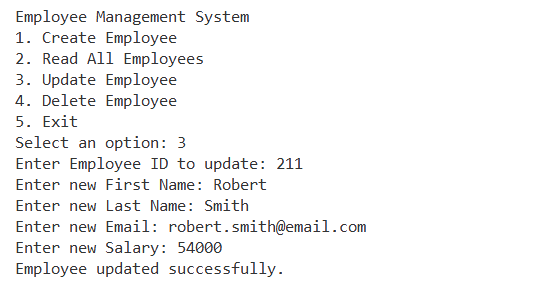 Employee Management System
1. Create Employee
2. Read All Employees
3. Update Employee
4. Delete Employee
5. Exit
Select an option: 3
Enter Employee ID to update: 211
Enter new First Name: Robert
Enter new Last Name: Smith
Enter new Email: robert.smith@email.com
Enter new Salary: 54000
Employee updated successfully.